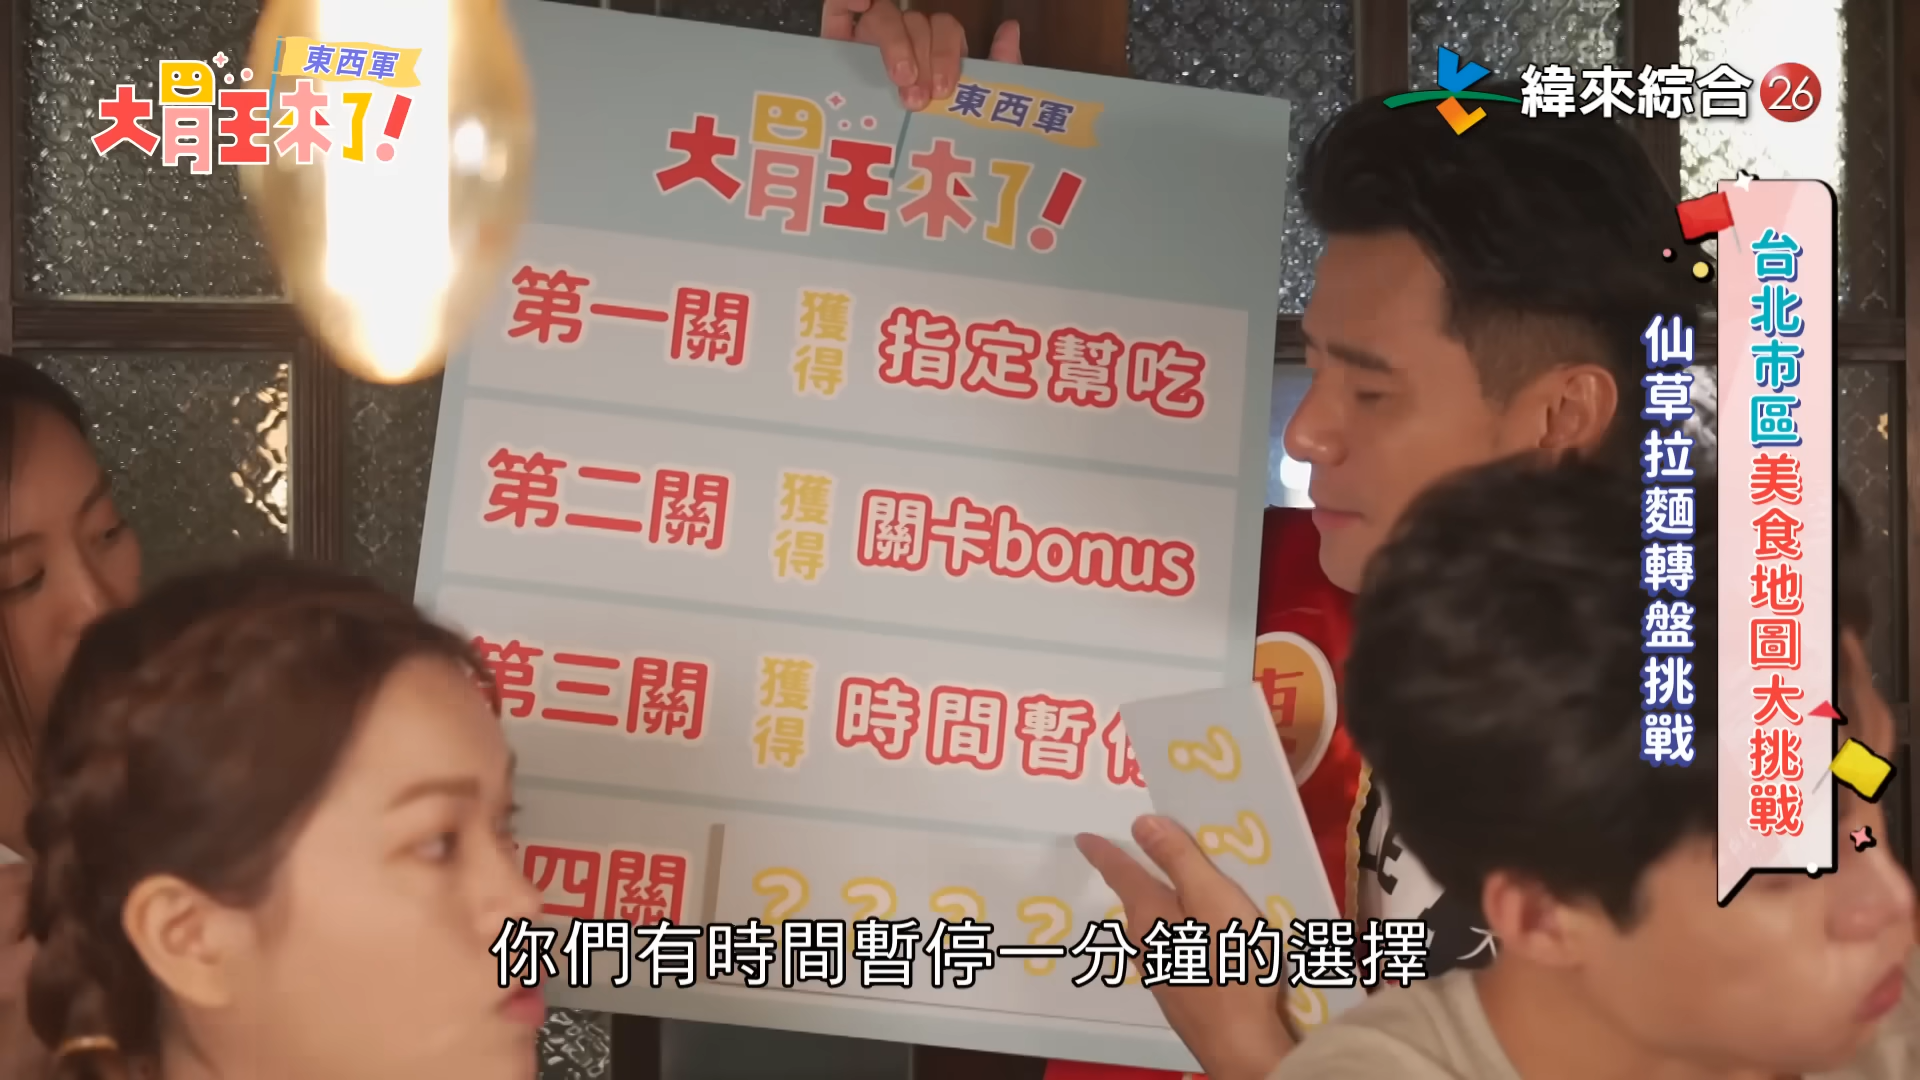 東西軍
大胃王來了!
緯來綜合 26
東西軍
大胃王來了!
第一關 獲得 指定幫吃
第二關 獲得 關卡bonus
第三關 獲得 時間暫停
四關 ? ? ? ?
? ?
東
台北市區美食地圖大挑戰
仙草拉麵轉盤挑戰
你們有時間暫停一分鐘的選擇